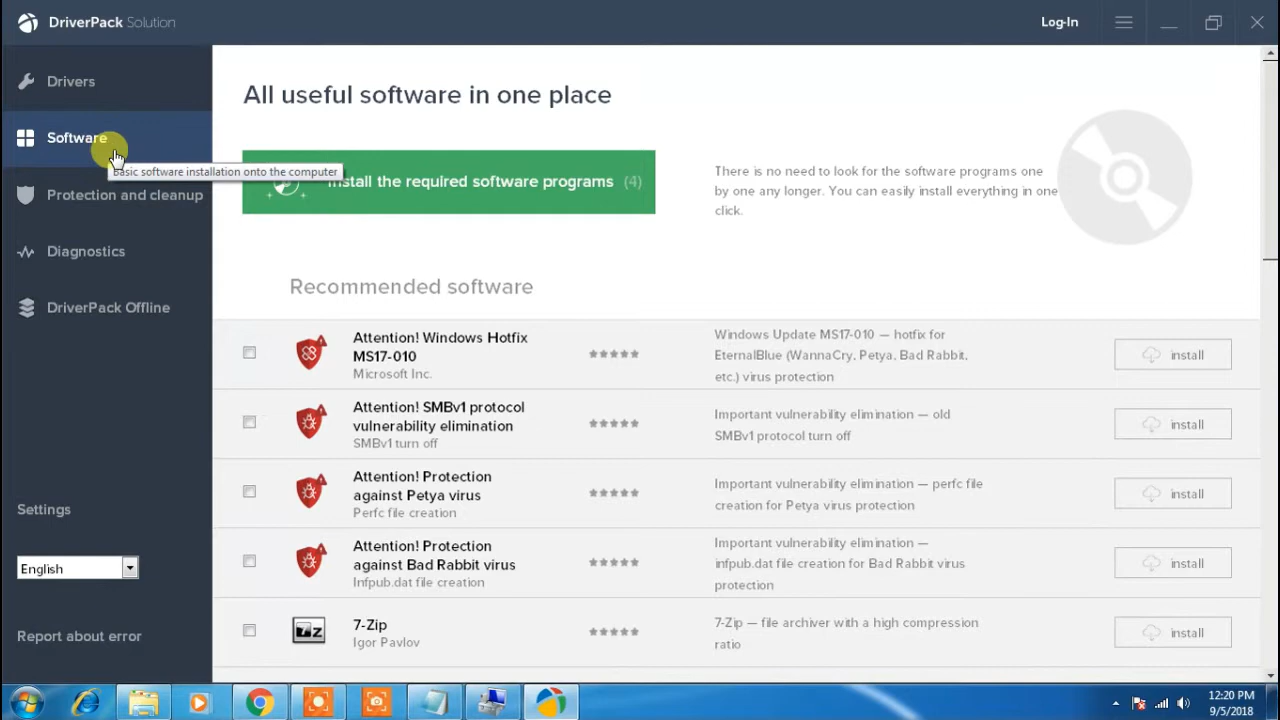 DriverPack Solution
Log-In
Drivers
Software
Basic software installation onto the computer
Protection and cleanup
Diagnostics
DriverPack Offline
Settings
English
Report about error
All useful software in one place
Install the required software programs (4)
There is no need to look for the software programs one
by one any longer. You can easily install everything in one
click.
Recommended software
Attention! Windows Hotfix
MS17-010
Microsoft Inc.
Windows Update MS17-010 — hotfix for
EternalBlue (WannaCry, Petya, Bad Rabbit,
etc.) virus protection
install
Attention! SMBv1 protocol
vulnerability elimination
SMBv1 turn off
Important vulnerability elimination — old
SMBv1 protocol turn off
install
Attention! Protection
against Petya virus
Perfc file creation
Important vulnerability elimination — perfc file
creation for Petya virus protection
install
Attention! Protection
against Bad Rabbit virus
Infpub.dat file creation
Important vulnerability elimination —
infpub.dat file creation for Bad Rabbit virus
protection
install
7z
7-Zip
Igor Pavlov
7-Zip — file archiver with a high compression
ratio
install
12:20 PM
9/5/2018